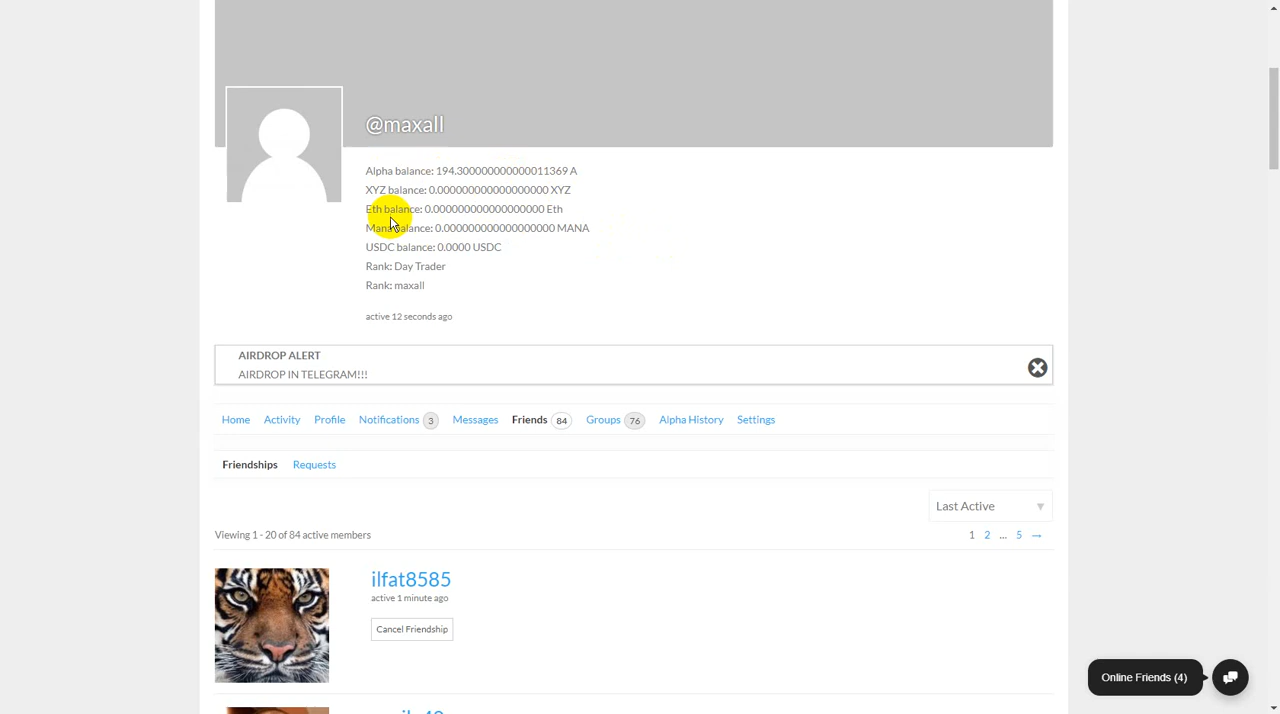 @maxall
Alpha balance: 194.300000000000011369 A
XYZ balance: 0.000000000000000000 XYZ
Eth balance: 0.000000000000000000 Eth
Mana balance: 0.000000000000000000 MANA
USDC balance: 0.0000 USDC
Rank: Day Trader
Rank: maxall
active 12 seconds ago
AIRDROP ALERT
AIRDROP IN TELEGRAM!!!
Home Activity Profile Notifications 3 Messages Friends 84 Groups 76 Alpha History Settings
Friendships Requests
Last Active
Viewing 1 - 20 of 84 active members
1 2 ... 5 →
ilfat8585
active 1 minute ago
Cancel Friendship
Online Friends (4)